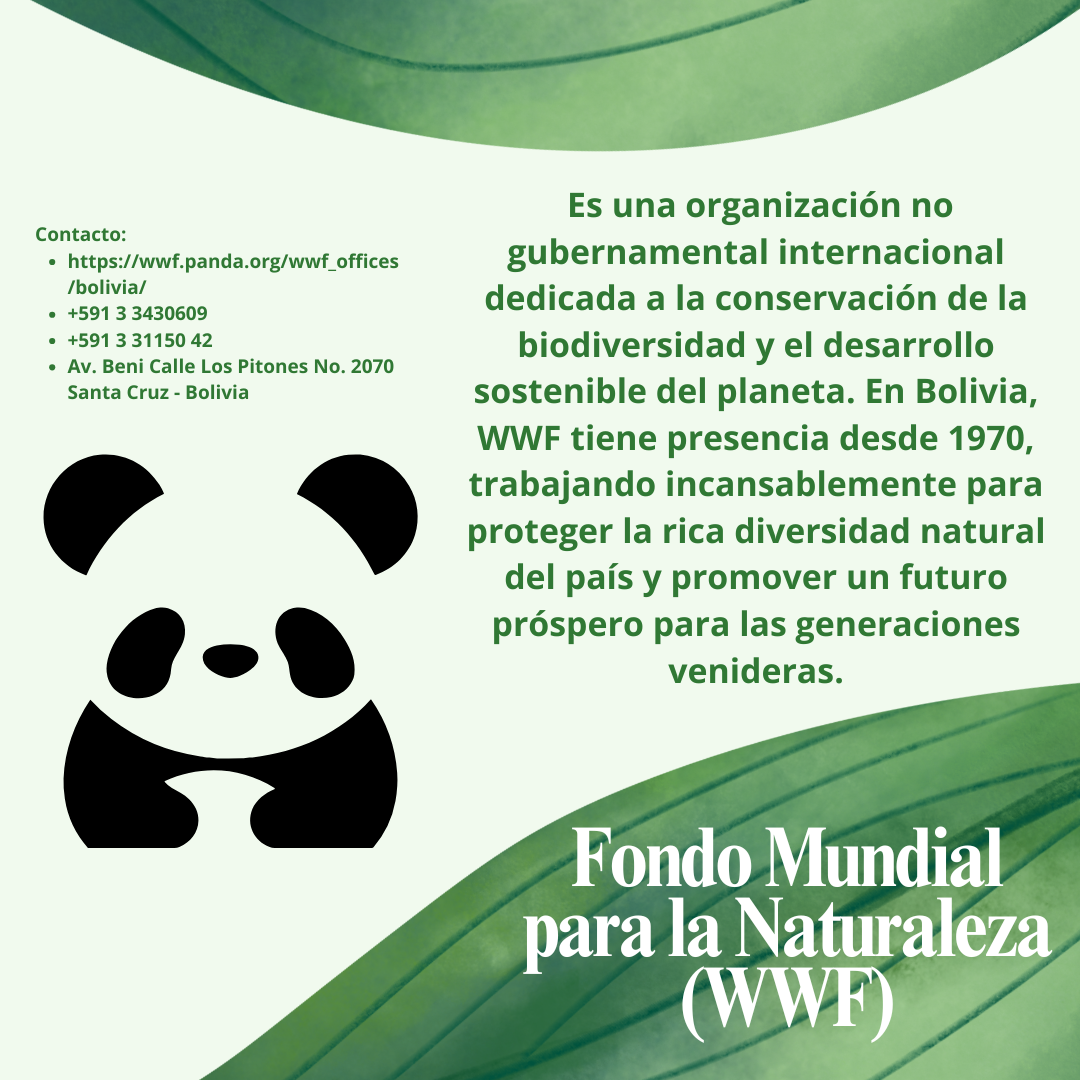 Contacto:
https://wwf.panda.org/wwf_offices
/bolivia/
+591 3 3430609
+591 3 31150 42
Av. Beni Calle Los Pitones No. 2070
Santa Cruz - Bolivia
Es una organización no
gubernamental internacional
dedicada a la conservación de la
biodiversidad y el desarrollo
sostenible del planeta. En Bolivia,
WWF tiene presencia desde 1970,
trabajando incansablemente para
proteger la rica diversidad natural
del país y promover un futuro
próspero para las generaciones
venideras.
Fondo Mundial
para la Naturaleza
(WWF)